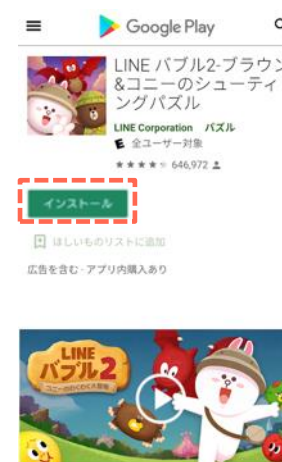 Google Play
LINE バブル2-ブラウン
&コニーのシューティ
ングパズル
LINE Corporation パズル
E 全ユーザー対象
646,972
インストール
ほしいものリストに追加
広告を含む · アプリ内購入あり
LINE
バブル2